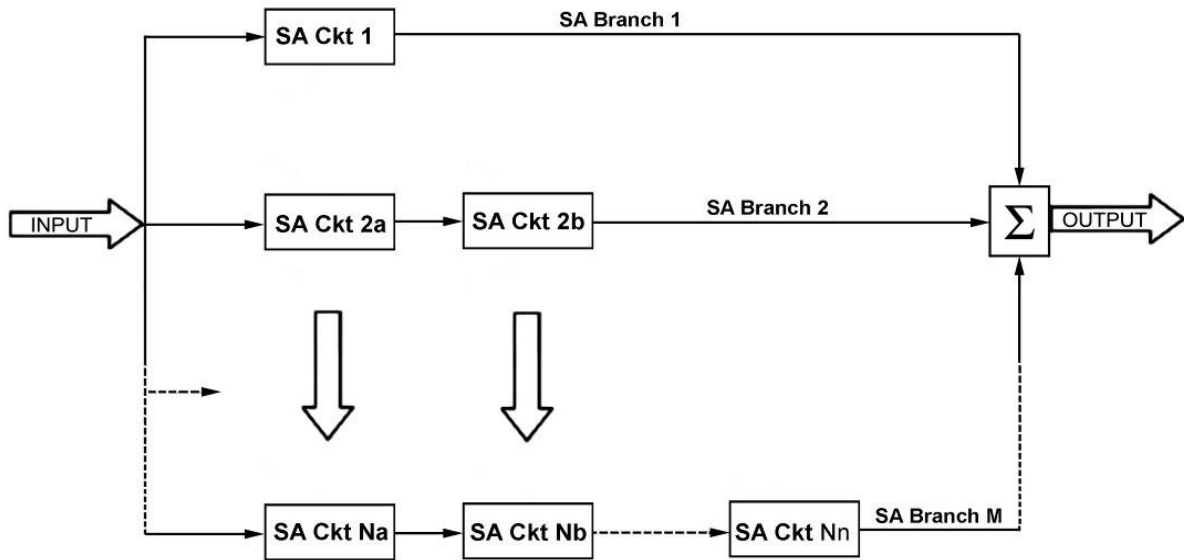 SA Ckt 1
SA Branch 1
INPUT
SA Ckt 2a
SA Ckt 2b
SA Branch 2
Σ
OUTPUT
SA Ckt Na
SA Ckt Nb
SA Ckt Nn
SA Branch M